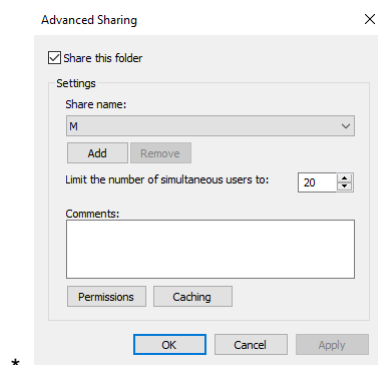 Advanced Sharing
Share this folder
Settings
Share name:
M
Add Remove
Limit the number of simultaneous users to: 20
Comments:
Permissions Caching
OK Cancel Apply
*